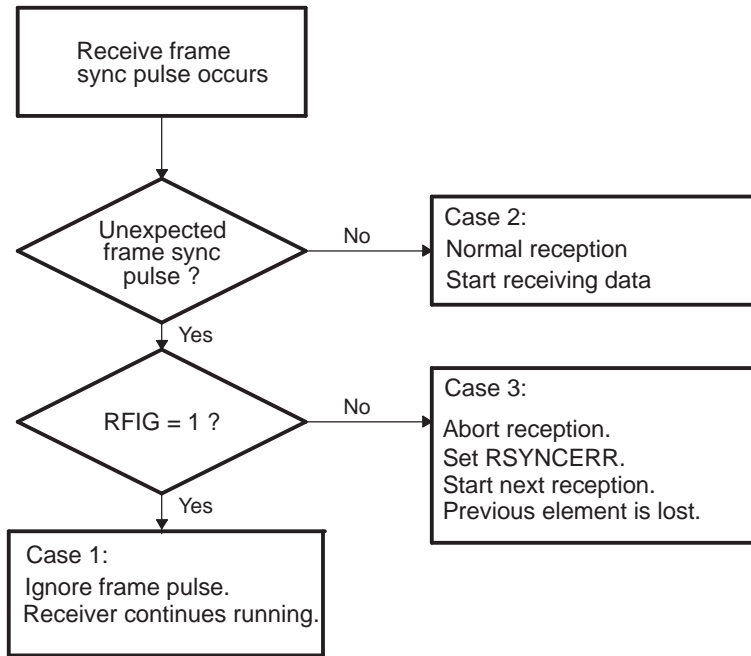 Receive frame
sync pulse occurs
Unexpected
frame sync
pulse ?
No
Case 2:
Normal reception
Start receiving data
Yes
RFIG = 1 ?
No
Case 3:
Abort reception.
Set RSYNCERR.
Start next reception.
Previous element is lost.
Yes
Case 1:
Ignore frame pulse.
Receiver continues running.